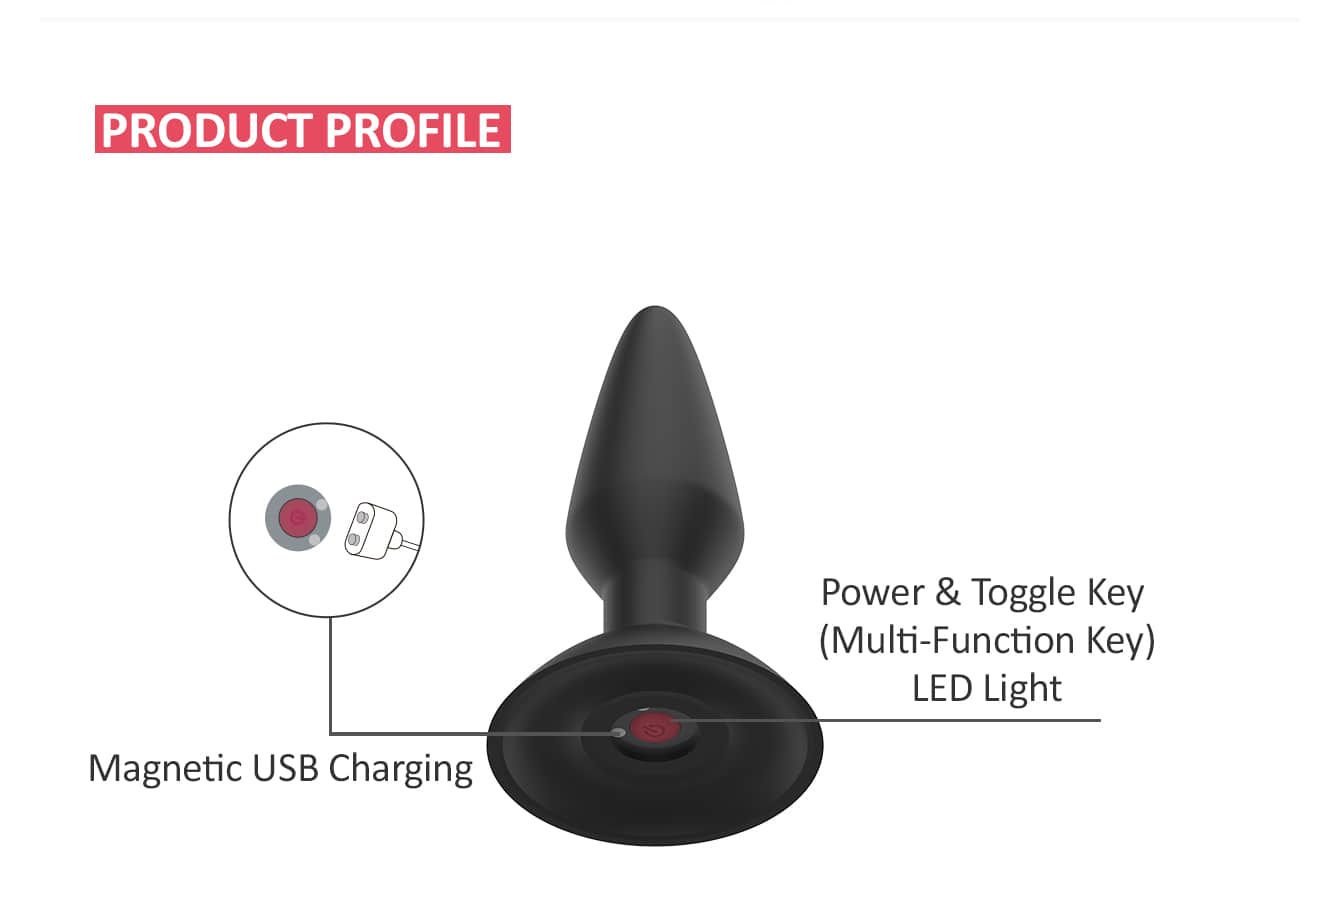 PRODUCT PROFILE
Power & Toggle Key
(Multi-Function Key)
LED Light
Magnetic USB Charging